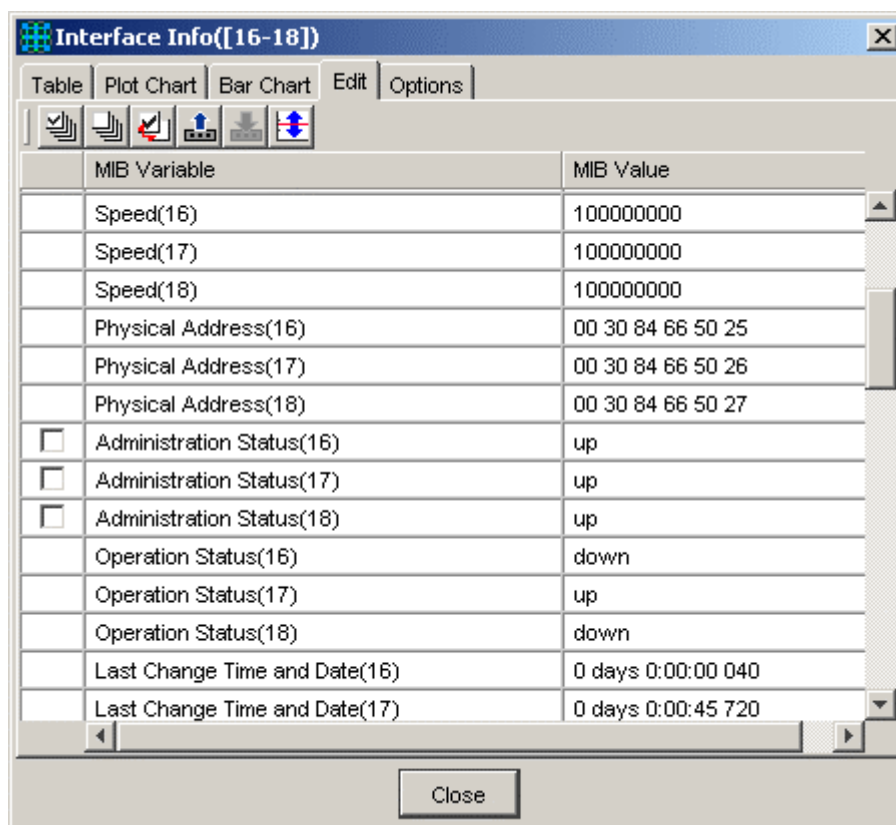 Interface Info([16-18])
Table Plot Chart Bar Chart Edit Options
MIB Variable MIB Value
Speed(16) 100000000
Speed(17) 100000000
Speed(18) 100000000
Physical Address(16) 00 30 84 66 50 25
Physical Address(17) 00 30 84 66 50 26
Physical Address(18) 00 30 84 66 50 27
Administration Status(16) up
Administration Status(17) up
Administration Status(18) up
Operation Status(16) down
Operation Status(17) up
Operation Status(18) down
Last Change Time and Date(16) 0 days 0:00:00 040
Last Change Time and Date(17) 0 days 0:00:45 720
Close